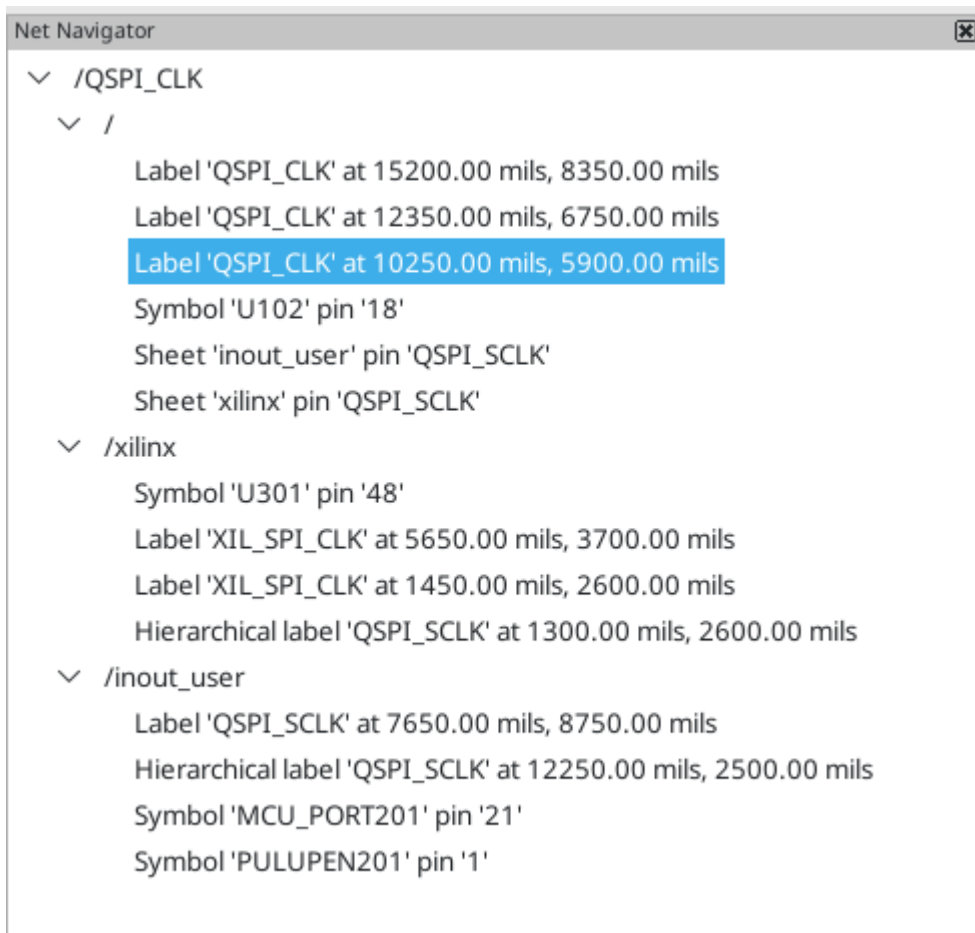 Net Navigator
/QSPI_CLK
/
Label 'QSPI_CLK' at 15200.00 mils, 8350.00 mils
Label 'QSPI_CLK' at 12350.00 mils, 6750.00 mils
Label 'QSPI_CLK' at 10250.00 mils, 5900.00 mils
Symbol 'U102' pin '18'
Sheet 'inout_user' pin 'QSPI_SCLK'
Sheet 'xilinx' pin 'QSPI_SCLK'
/xilinx
Symbol 'U301' pin '48'
Label 'XIL_SPI_CLK' at 5650.00 mils, 3700.00 mils
Label 'XIL_SPI_CLK' at 1450.00 mils, 2600.00 mils
Hierarchical label 'QSPI_SCLK' at 1300.00 mils, 2600.00 mils
/inout_user
Label 'QSPI_SCLK' at 7650.00 mils, 8750.00 mils
Hierarchical label 'QSPI_SCLK' at 12250.00 mils, 2500.00 mils
Symbol 'MCU_PORT201' pin '21'
Symbol 'PULUPEN201' pin '1'